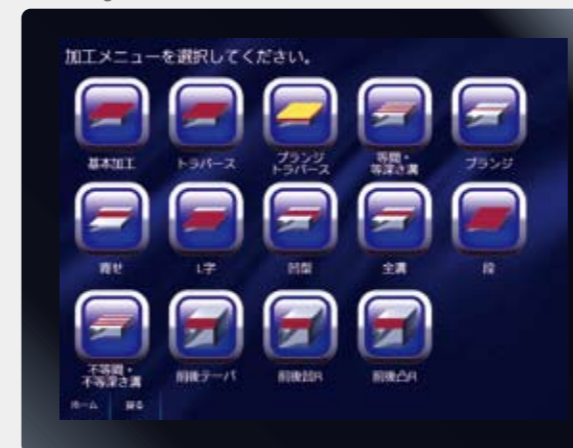 加工メニューを選択してください。
基本加工
トラバース
プランジ
トラバース
等間・
等深さ溝
プランジ
寄せ
L字
凹型
全溝
段
不等間・
不等深さ溝
前後テーパ
前後凹R
前後凸R
ホーム
戻る